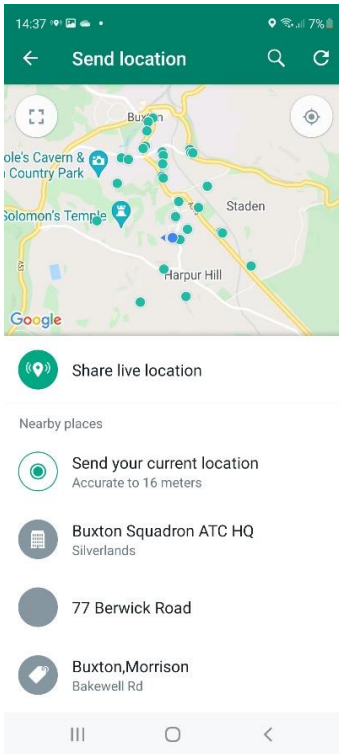 14:37
7%
Send location
Buxton
ole's Cavern &
Country Park
Solomon's Temple
Staden
Harpur Hill
A53
Google
Share live location
Nearby places
Send your current location
Accurate to 16 meters
Buxton Squadron ATC HQ
Silverlands
77 Berwick Road
Buxton,Morrison
Bakewell Rd